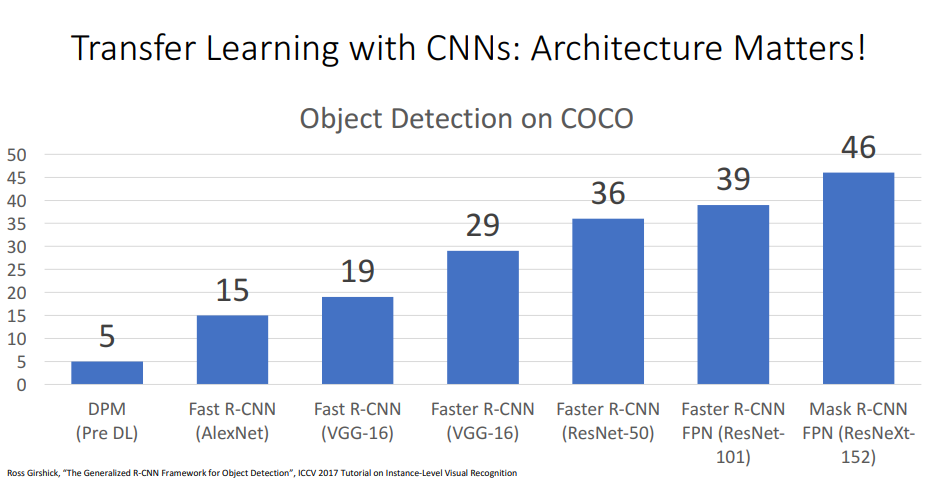 Transfer Learning with CNNs: Architecture Matters!
Object Detection on COCO
50
45
40
35
30
25
20
15
10
5
0
5
15
19
29
36
39
46
DPM
(Pre DL)
Fast R-CNN
(AlexNet)
Fast R-CNN
(VGG-16)
Faster R-CNN
(VGG-16)
Faster R-CNN
(ResNet-50)
Faster R-CNN
FPN (ResNet-
101)
Mask R-CNN
FPN (ResNeXt-
152)
Ross Girshick, "The Generalized R-CNN Framework for Object Detection", ICCV 2017 Tutorial on Instance-Level Visual Recognition